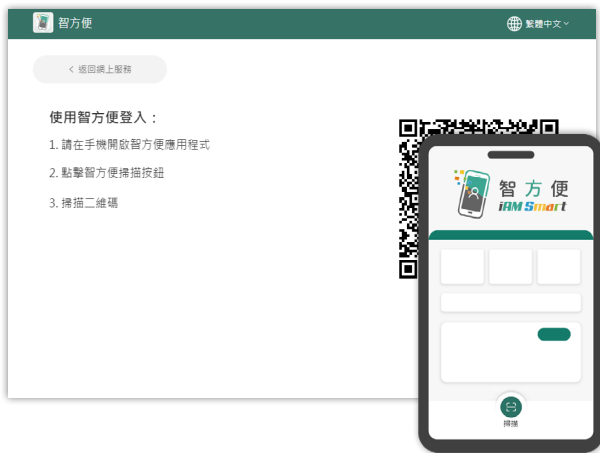 智方便
繁體中文
< 返回網上服務
使用智方便登入：
1. 請在手機開啟智方便應用程式
2. 點擊智方便掃描按鈕
3. 掃描二維碼
智方便
iAM Smart
掃描